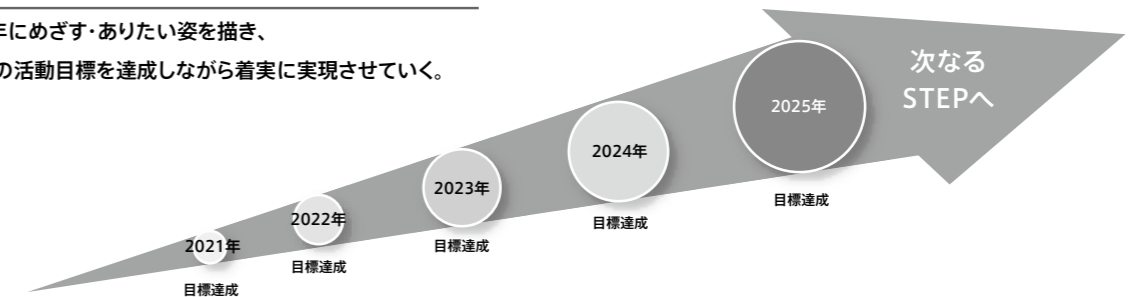 年にめざす･ありたい姿を描き、
の活動目標を達成しながら着実に実現させていく。
次なる
STEPへ
2025年
目標達成
2024年
目標達成
2023年
目標達成
2022年
目標達成
2021年
目標達成